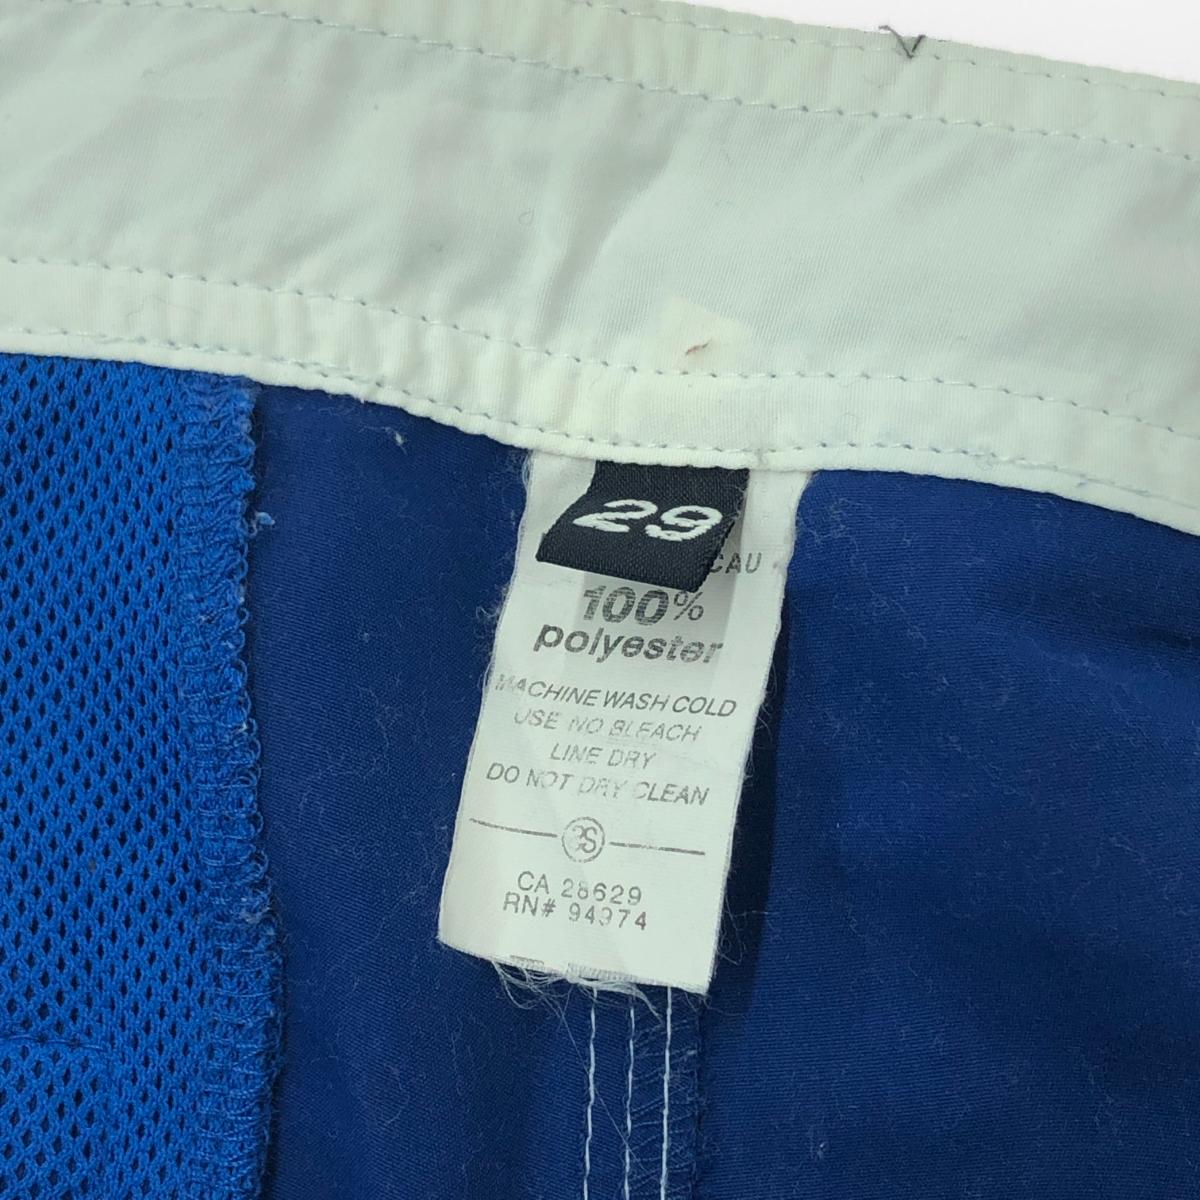 29
CAU
100%
polyester
MACHINE WASH COLD
USE NO BLEACH
LINE DRY
DO NOT DRY CLEAN
CA 28629
RN# 94974